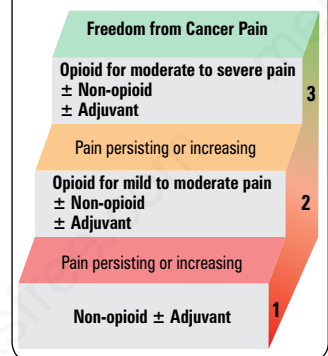 Freedom from Cancer Pain
Opioid for moderate to severe pain
± Non-opioid
± Adjuvant
3
Pain persisting or increasing
Opioid for mild to moderate pain
± Non-opioid
± Adjuvant
2
Pain persisting or increasing
Non-opioid ± Adjuvant
1